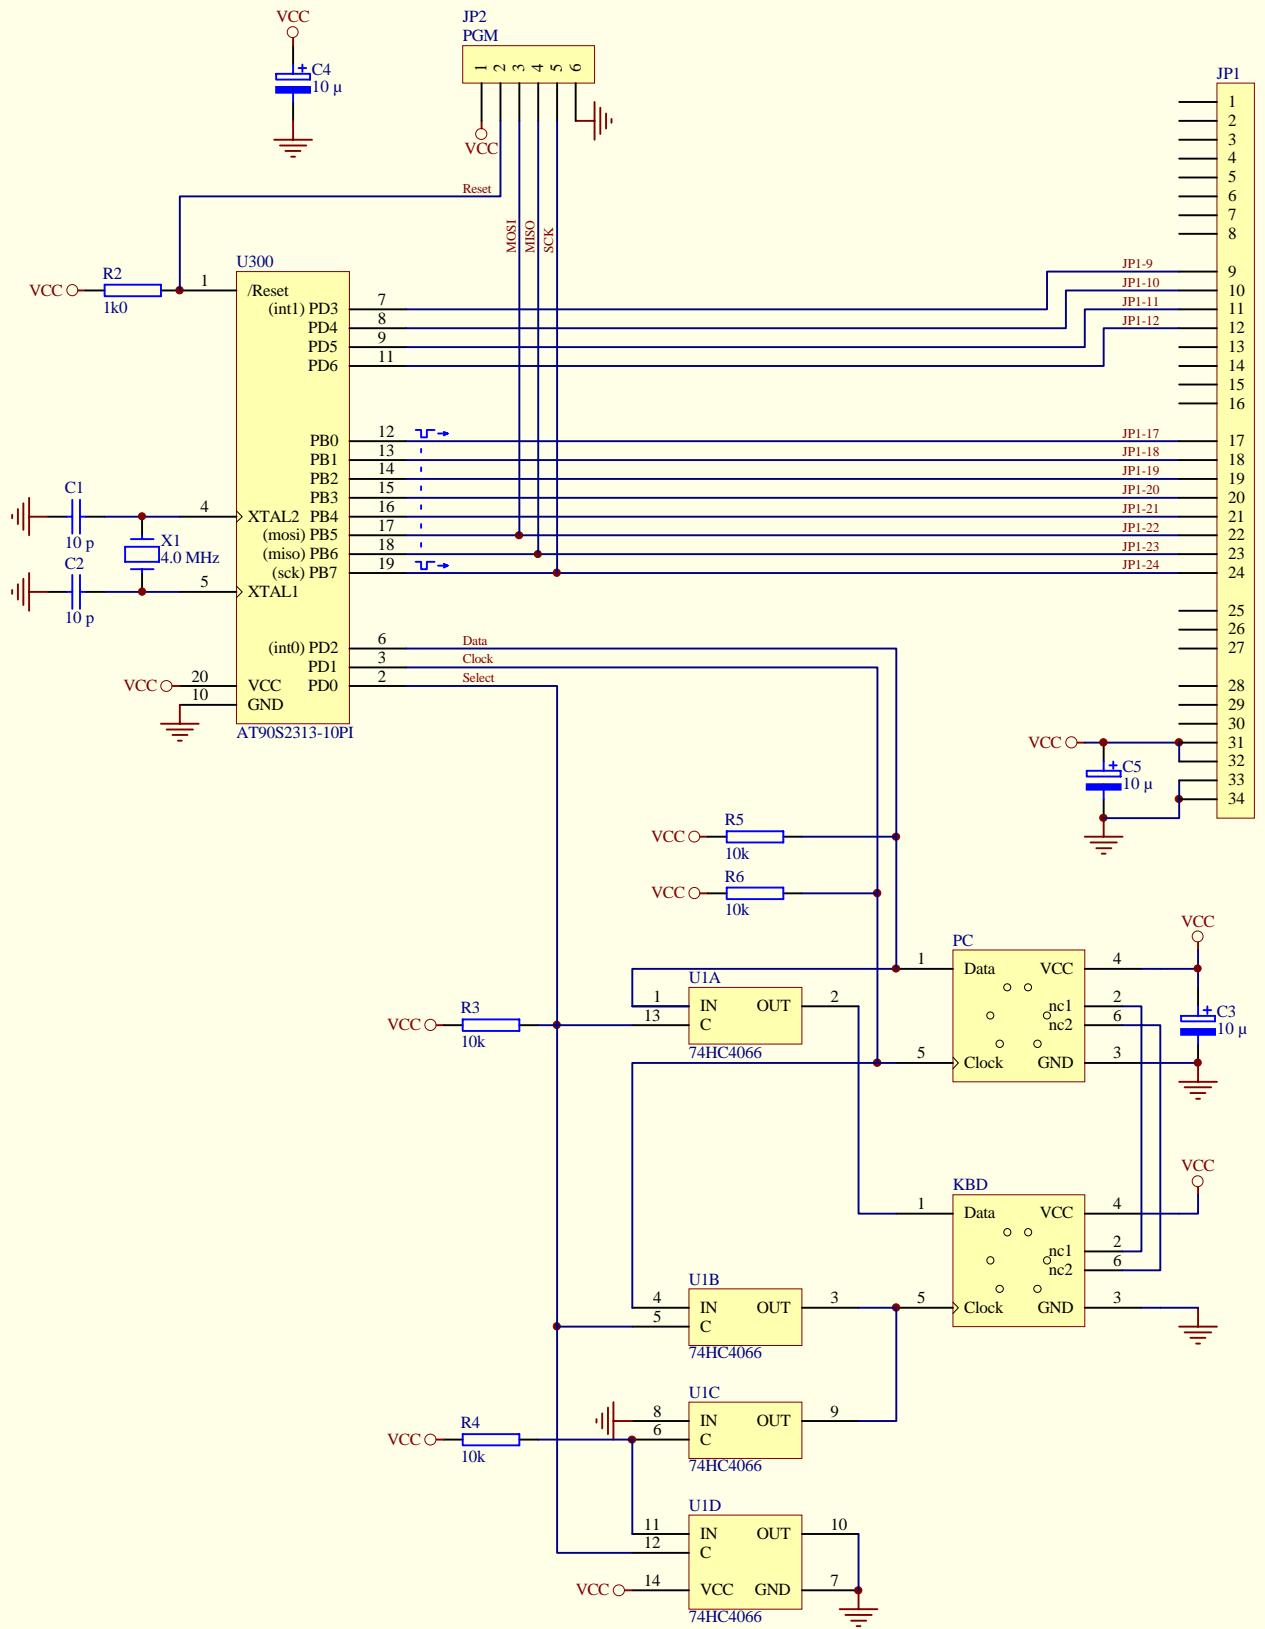 VCC
C4
10 µ
JP2
PGM
1 2 3 4 5 6
VCC
Reset
MOSI
MISO
SCK
JP1
1
2
3
4
5
6
7
8
9
10
11
12
13
14
15
16
17
18
19
20
21
22
23
24
25
26
27
28
29
30
31
32
33
34
JP1-9
JP1-10
JP1-11
JP1-12
JP1-17
JP1-18
JP1-19
JP1-20
JP1-21
JP1-22
JP1-23
JP1-24
VCC
C5
10 µ
U300
VCC
R2
1k0
1
/Reset
(int1) PD3 7
PD4 8
PD5 9
PD6 11
PB0 12
PB1 13
PB2 14
PB3 15
4 XTAL2 PB4 16
(mosi) PB5 17
(miso) PB6 18
(sck) PB7 19
5 XTAL1
C1
10 p
X1
4.0 MHz
C2
10 p
(int0) PD2 6 Data
PD1 3 Clock
VCC 20 VCC PD0 2 Select
10 GND
AT90S2313-10PI
VCC
R5
10k
VCC
R6
10k
VCC
R3
10k
U1A
1 IN OUT 2
13 C
74HC4066
PC
1 Data VCC 4
nc1 2
nc2 6
5 Clock GND 3
VCC
C3
10 µ
KBD
1 Data VCC 4
nc1 2
nc2 6
5 Clock GND 3
VCC
U1B
4 IN OUT 3
5 C
74HC4066
U1C
8 IN OUT 9
6 C
74HC4066
VCC
R4
10k
U1D
11 IN OUT 10
12 C
VCC 14 VCC GND 7
74HC4066